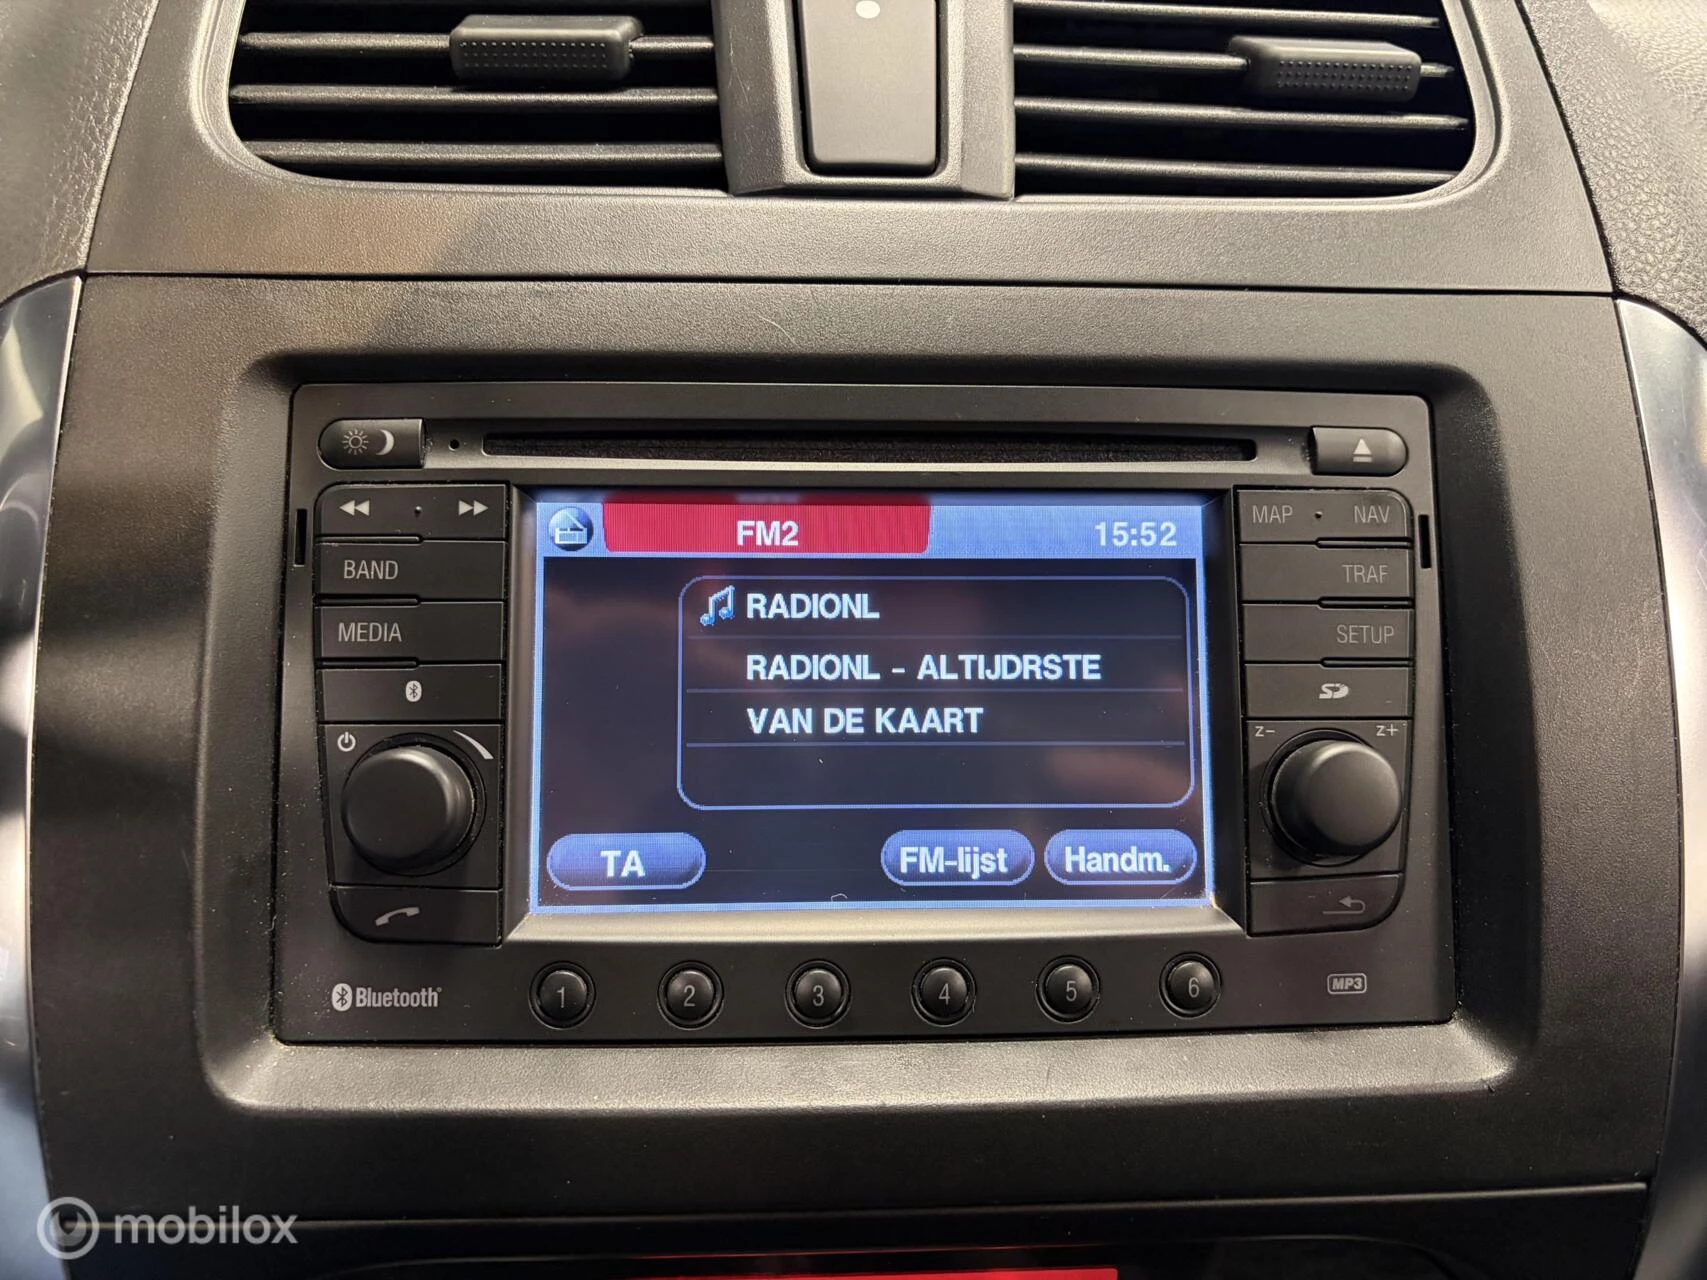 BAND
MEDIA
MAP · NAV
TRAF
SETUP
SD
z- z+
FM2 15:52
RADIONL
RADIONL - ALTIJDRSTE
VAN DE KAART
TA FM-lijst Handm.
Bluetooth 1 2 3 4 5 6 MP3
mobilox